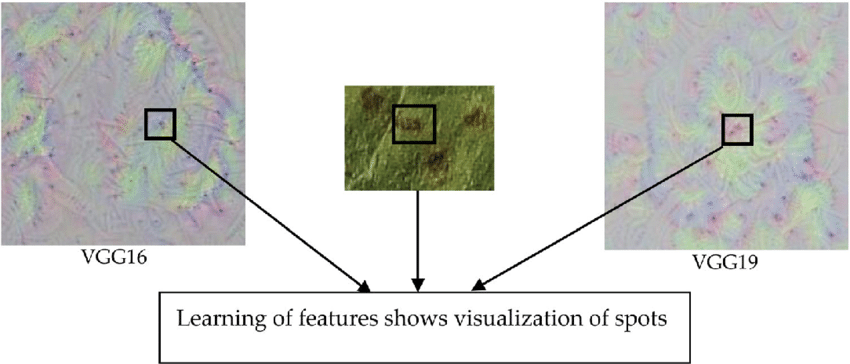 VGG16
VGG19
Learning of features shows visualization of spots